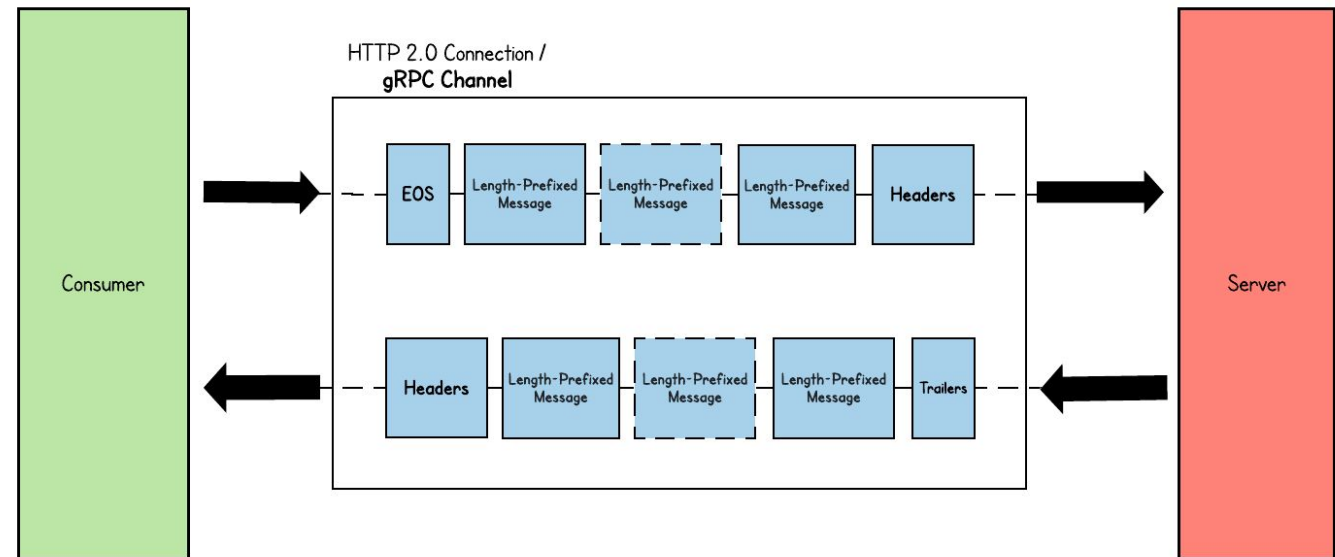 HTTP 2.0 Connection /
gRPC Channel
EOS
Length-Prefixed
Message
Length-Prefixed
Message
Length-Prefixed
Message
Headers
Consumer
Server
Headers
Length-Prefixed
Message
Length-Prefixed
Message
Length-Prefixed
Message
Trailers